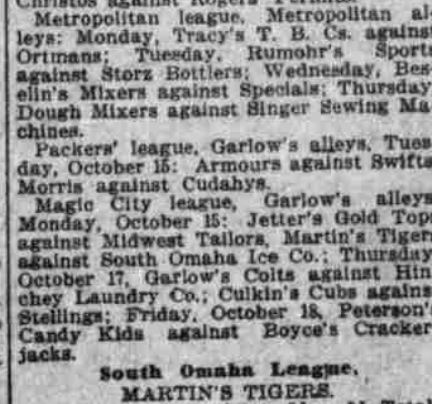 Christos against Rogers
Metropolitan league, Metropolitan al-
leys: Monday, Tracy's T. B. Cs. against
Ortmans; Tuesday, Rumohr's Sports
against Storz Bottlers; Wednesday, Bes-
elin's Mixers against Specials; Thursday
Dough Mixers against Singer Sewing Ma
chines.
Packers' league, Garlow's alleys, Tues
day, October 15: Armours against Swifts
Morris against Cudahys.
Magic City league, Garlow's alleys
Monday, October 15: Jetter's Gold Tops
against Midwest Tailors, Martin's Tigers
against South Omaha Ice Co.; Thursday
October 17, Garlow's Colts against Hin
chey Laundry Co.; Culkin's Cubs agains
Stellings; Friday, October 18, Peterson's
Candy Kids against Boyce's Cracker
jacks.
South Omaha League.
MARTIN'S TIGERS.